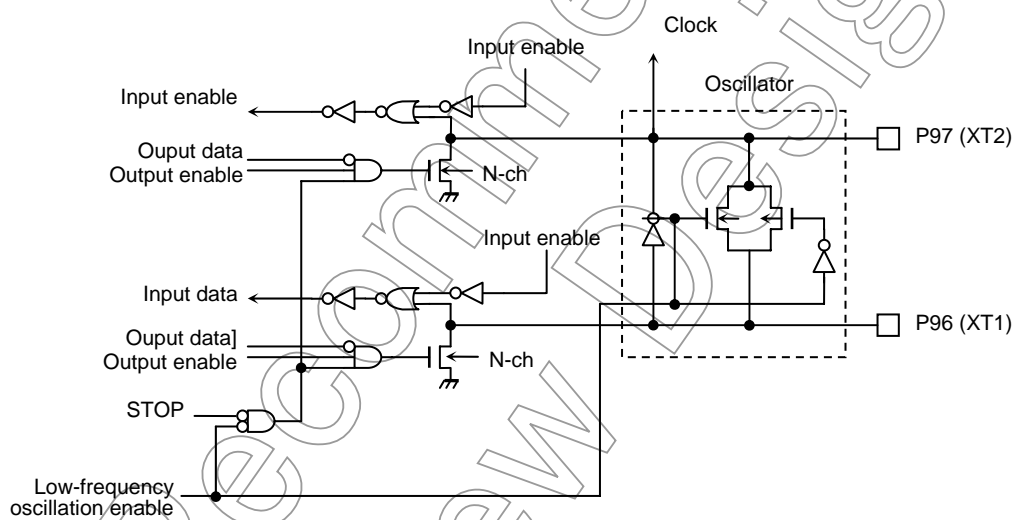 Clock
Input enable
Oscillator
Input enable
P97 (XT2)
Ouput data
Output enable
N-ch
Input enable
Input data
P96 (XT1)
Ouput data]
Output enable
N-ch
STOP
Low-frequency
oscillation enable